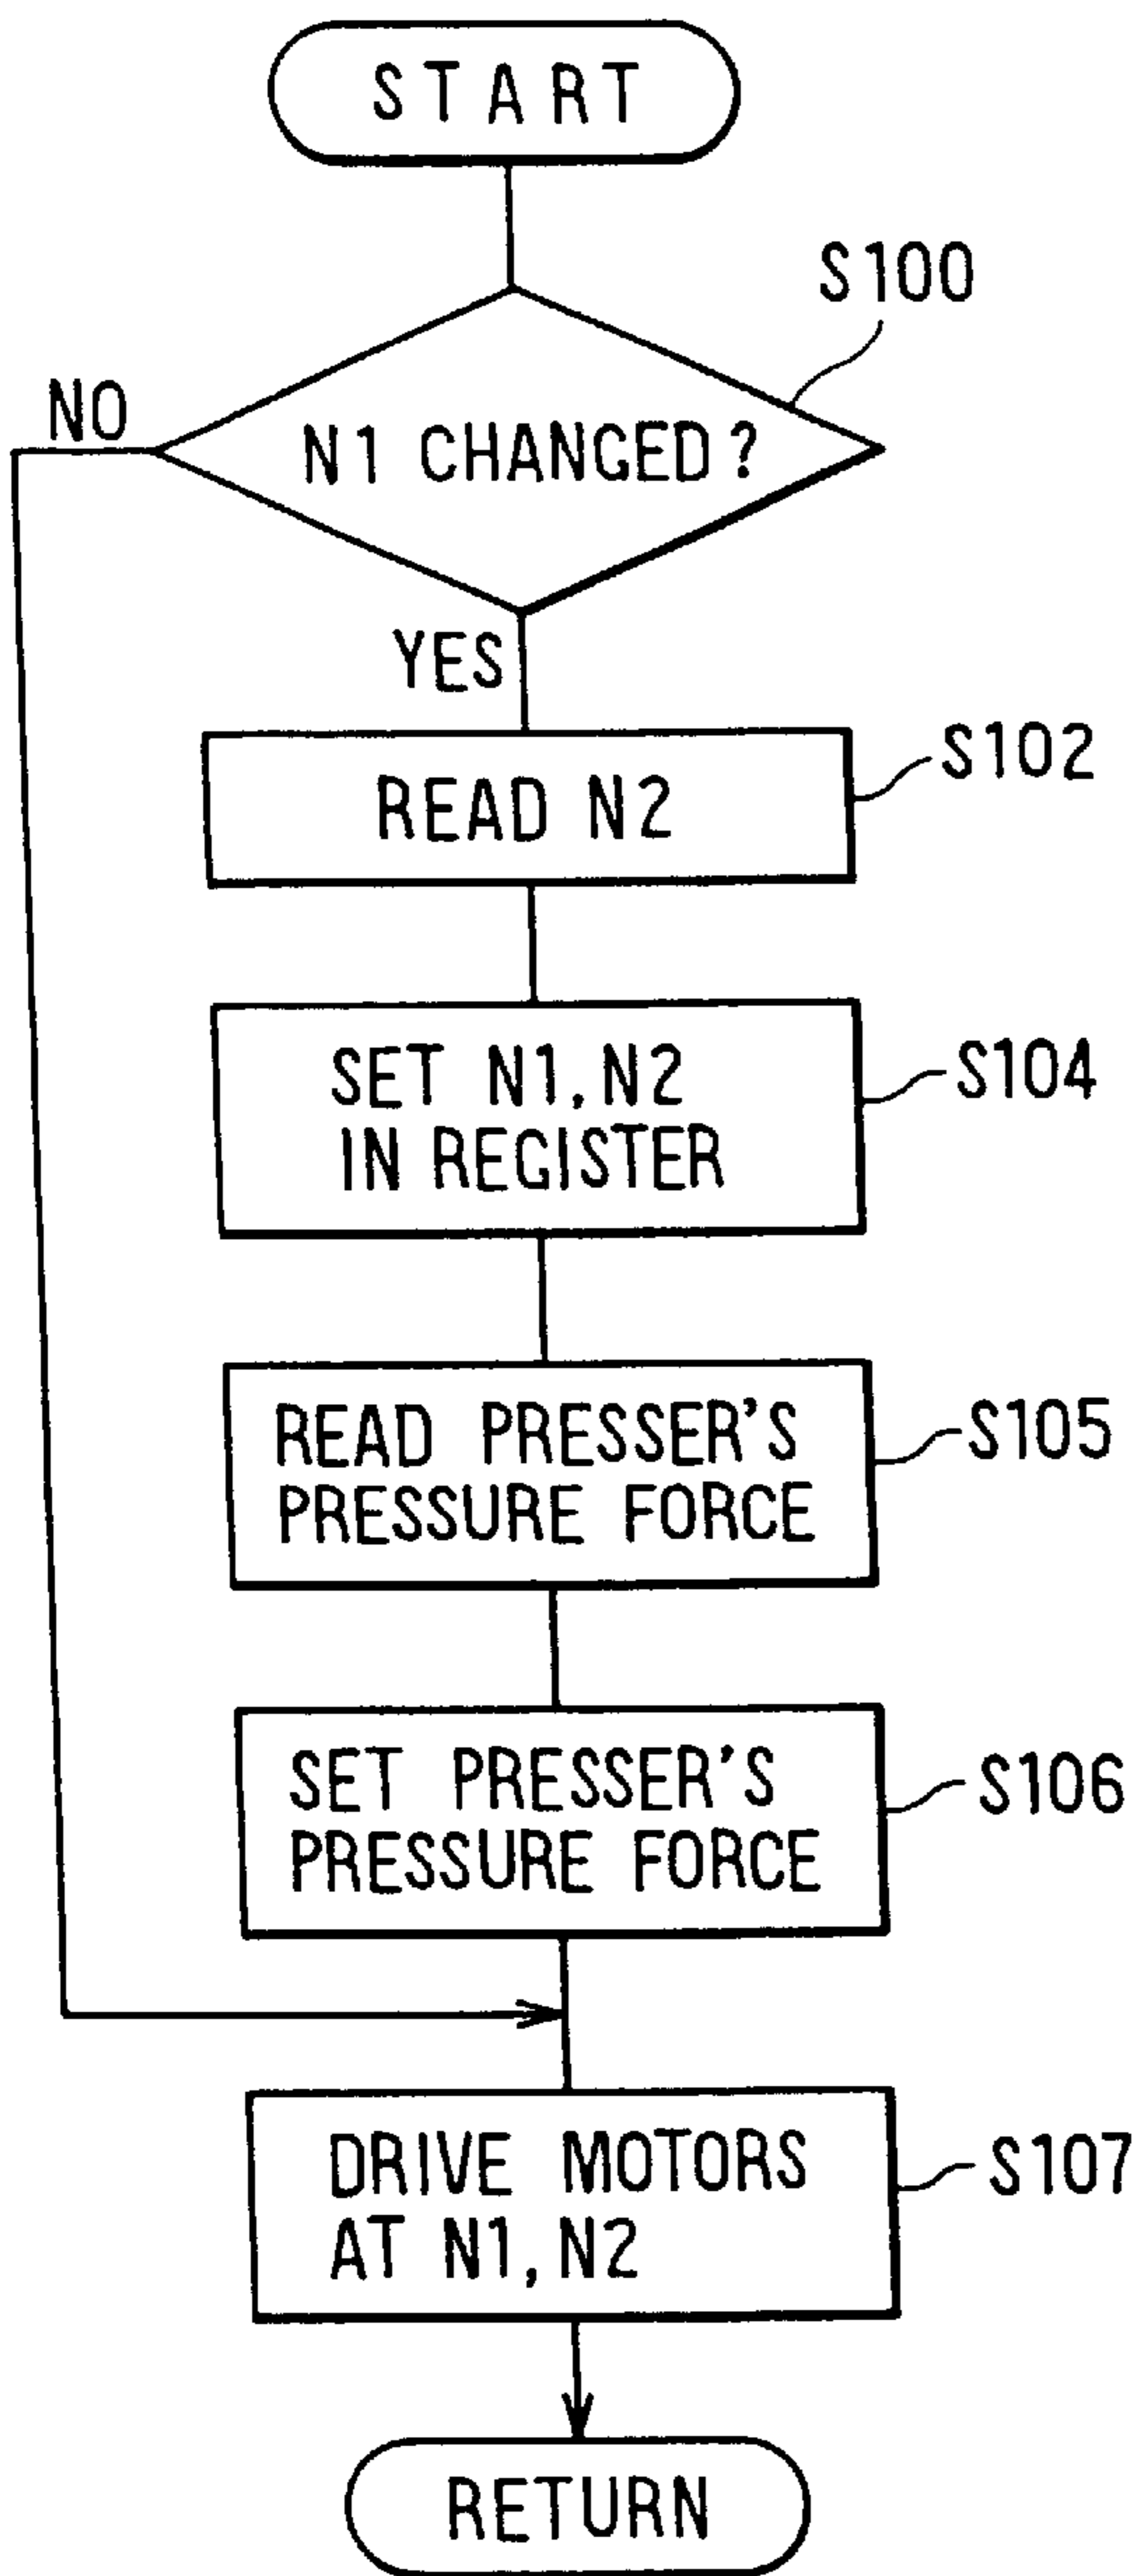 START
S100
NO
N1 CHANGED?
YES
S102
READ N2
S104
SET N1, N2
IN REGISTER
S105
READ PRESSER'S
PRESSURE FORCE
S106
SET PRESSER'S
PRESSURE FORCE
S107
DRIVE MOTORS
AT N1, N2
RETURN